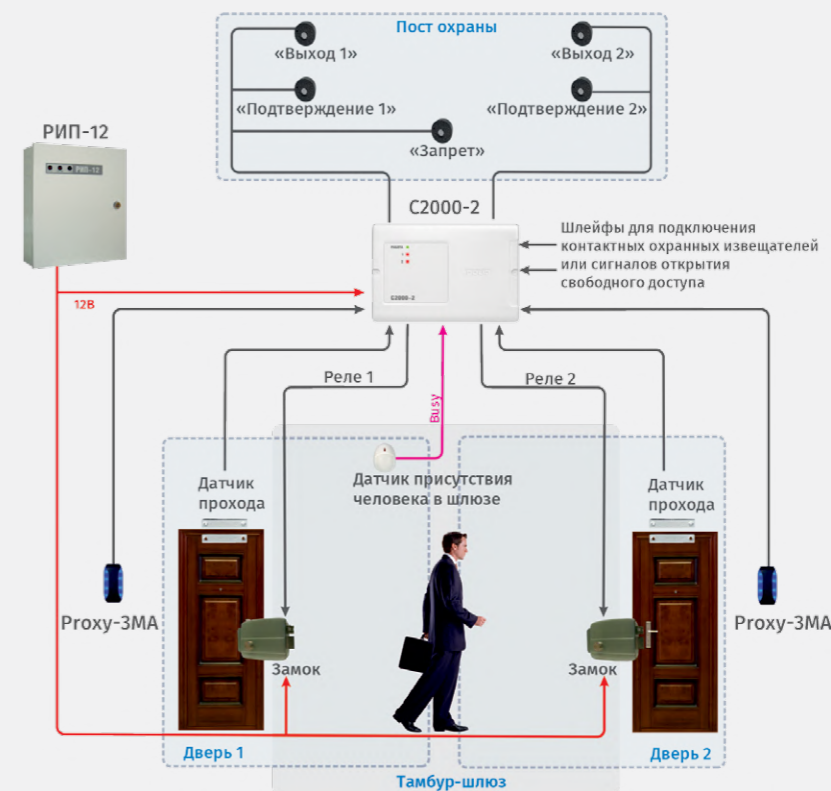 Пост охраны
«Выход 1»
«Выход 2»
«Подтверждение 1»
«Подтверждение 2»
«Запрет»
РИП-12
РИП-12
С2000-2
Шлейфы для подключения
контактных охранных извещателей
или сигналов открытия
свободного доступа
С2000-2
12В
Реле 1
Реле 2
Busy
Датчик
прохода
Датчик присутствия
человека в шлюзе
Датчик
прохода
Proxy-3MA
Proxy-3MA
Замок
Замок
Дверь 1
Дверь 2
Тамбур-шлюз